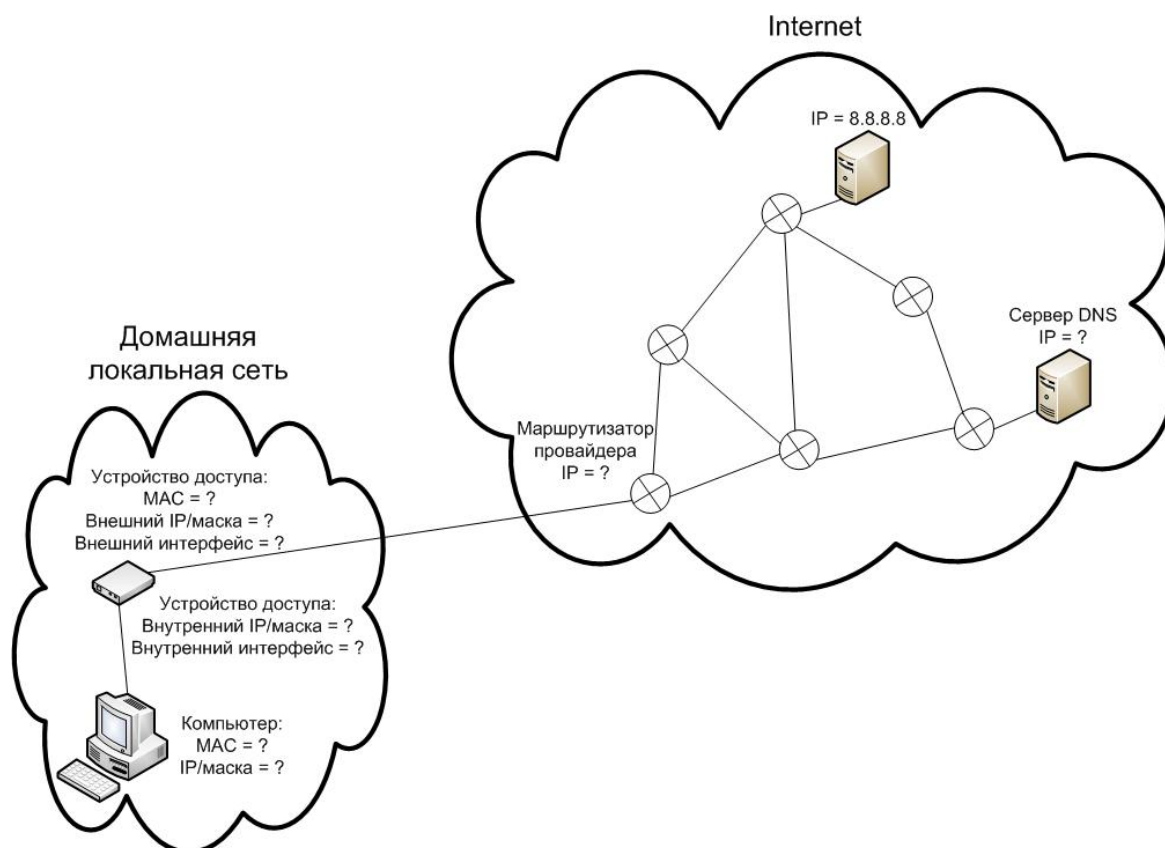 Internet
IP = 8.8.8.8
Сервер DNS
IP = ?
Маршрутизатор
провайдера
IP = ?
Домашняя
локальная сеть
Устройство доступа:
MAC = ?
Внешний IP/маска = ?
Внешний интерфейс = ?
Устройство доступа:
Внутренний IP/маска = ?
Внутренний интерфейс = ?
Компьютер:
MAC = ?
IP/маска = ?